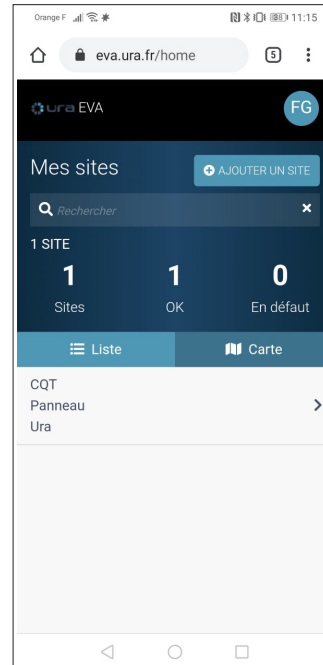 Orange F 11:15
eva.ura.fr/home 5
ura EVA FG
Mes sites AJOUTER UN SITE
Rechercher
1 SITE
1 1 0
Sites OK En défaut
Liste Carte
CQT
Panneau
Ura